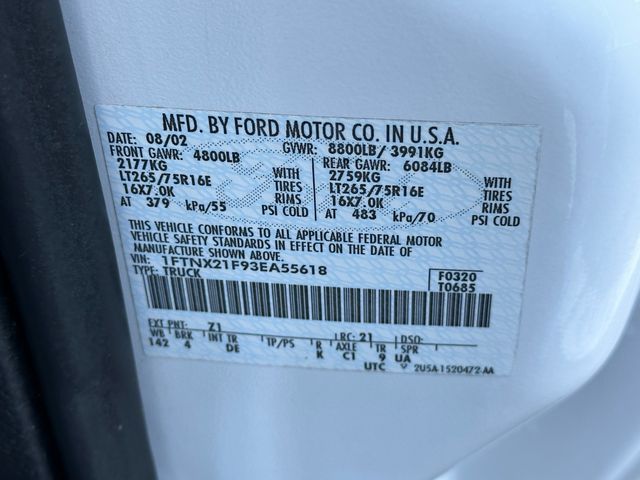 MFD. BY FORD MOTOR CO. IN U.S.A.
DATE: 08/02 GVWR: 8800LB/ 3991KG
FRONT GAWR: 4800LB REAR GAWR: 6084LB
2177KG 2759KG
LT265/75R16E WITH LT265/75R16E WITH
16X7.0K TIRES 16X7.0K TIRES
RIMS RIMS
AT 379 kPa/55 PSI COLD AT 483 kPa/70 PSI COLD
THIS VEHICLE CONFORMS TO ALL APPLICABLE FEDERAL MOTOR
VEHICLE SAFETY STANDARDS IN EFFECT ON THE DATE OF
MANUFACTURE SHOWN ABOVE.
VIN: 1FTNX21F93EA55618 F0320
TYPE: TRUCK T0685
EXT PNT: Z1 RC: 21 DSO:
WB BRK INT TR TP/PS R AXLE TR SPR
142 4 DE K C1 9 UA
UTC 2U5A-1520472-AA